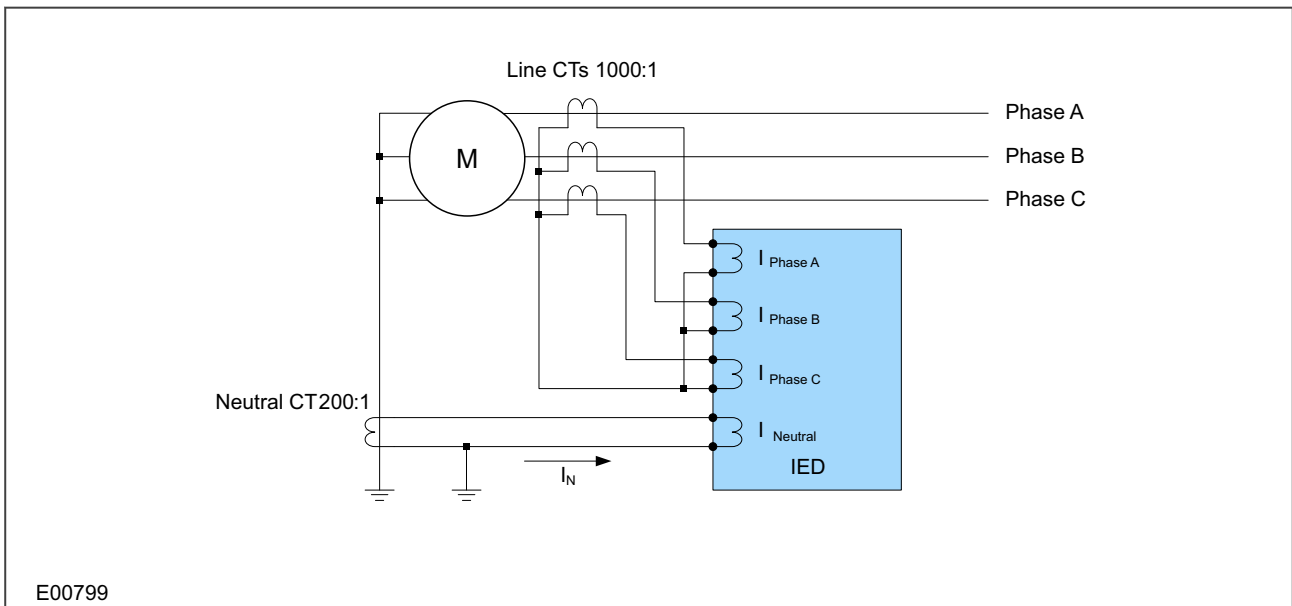 Line CTs 1000:1
Phase A
M
Phase B
Phase C
I Phase A
I Phase B
I Phase C
Neutral CT200:1
I Neutral
IED
IN
E00799